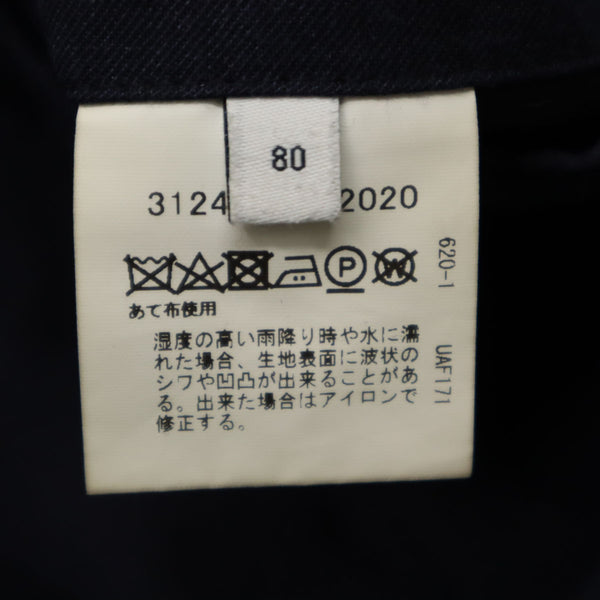 80
3124 2020
P W
あて布使用
湿度の高い雨降り時や水に濡
れた場合、生地表面に波状の
シワや凹凸が出来ることがあ
る。出来た場合はアイロンで
修正する。
620-1
UAF171